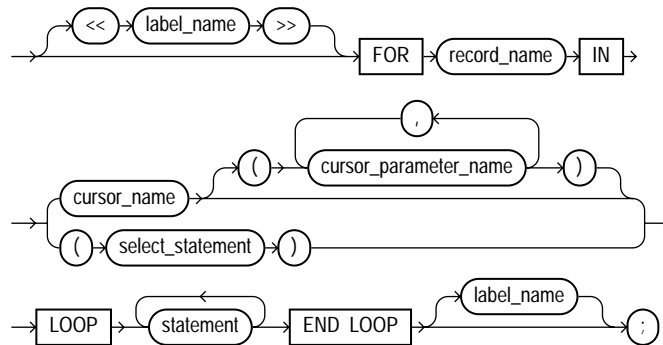 << label_name >>
FOR record_name IN
,
( cursor_parameter_name )
cursor_name
( select_statement )
label_name
LOOP statement END LOOP ;